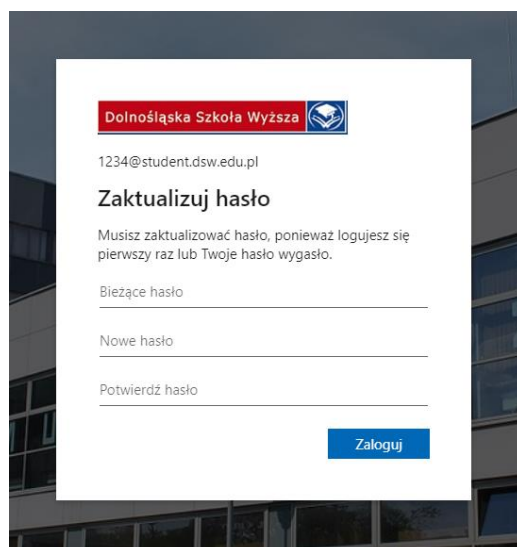 Dolnośląska Szkoła Wyższa
1234@student.dsw.edu.pl
Zaktualizuj hasło
Musisz zaktualizować hasło, ponieważ logujesz się
pierwszy raz lub Twoje hasło wygasło.
Bieżące hasło
Nowe hasło
Potwierdź hasło
Zaloguj